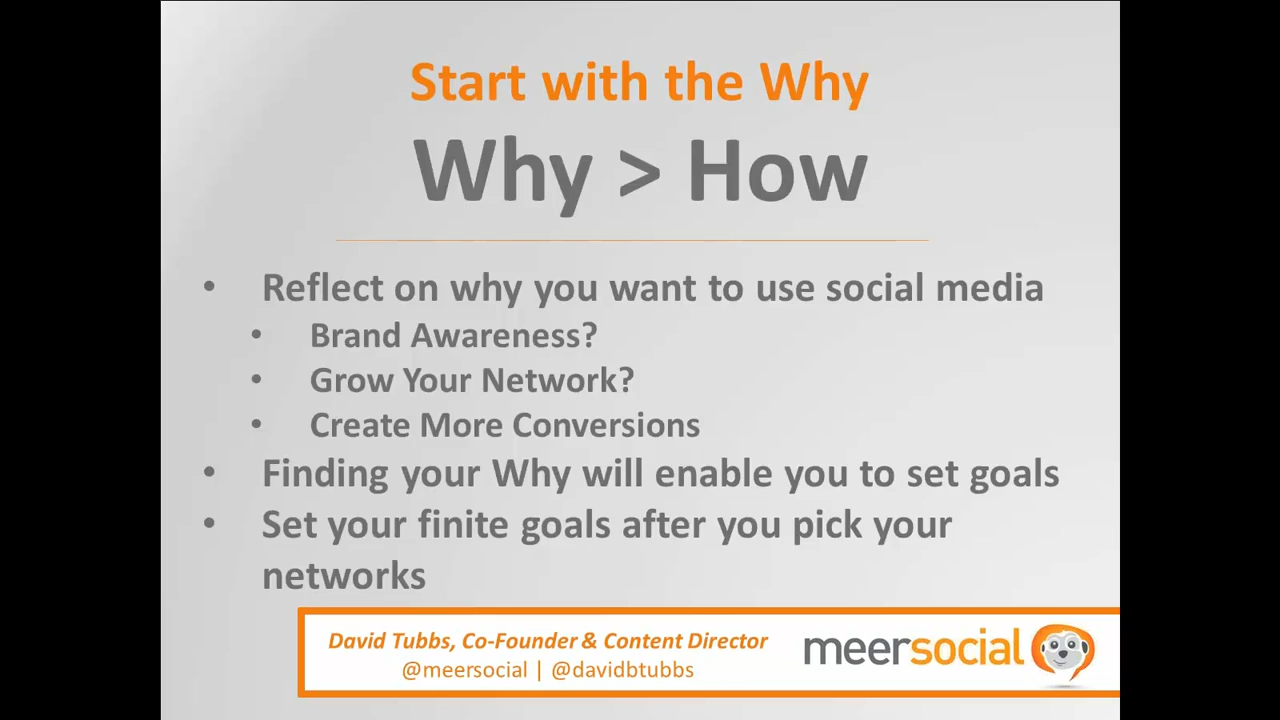 Start with the Why
Why > How
• Reflect on why you want to use social media
• Brand Awareness?
• Grow Your Network?
• Create More Conversions
• Finding your Why will enable you to set goals
• Set your finite goals after you pick your
networks
David Tubbs, Co-Founder & Content Director
@meersocial | @davidbtubbs
meersocial